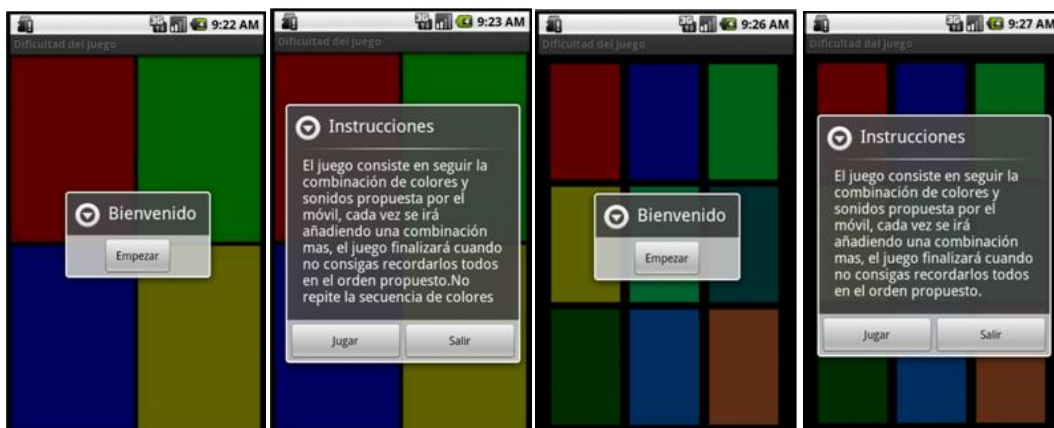 9:22 AM
Dificultad del juego
Bienvenido
Empezar
3G
9:23 AM
Dificultad del juego
Instrucciones
El juego consiste en seguir la
combinación de colores y
sonidos propuesta por el
móvil, cada vez se irá
añadiendo una combinación
mas, el juego finalizará cuando
no consigas recordarlos todos
en el orden propuesto.No
repite la secuencia de colores
Jugar
Salir
3G
9:26 AM
Dificultad del juego
Bienvenido
Empezar
3G
9:27 AM
Dificultad del juego
Instrucciones
El juego consiste en seguir la
combinación de colores y
sonidos propuesta por el
móvil, cada vez se irá
añadiendo una combinación
mas, el juego finalizará cuando
no consigas recordarlos todos
en el orden propuesto.
Jugar
Salir